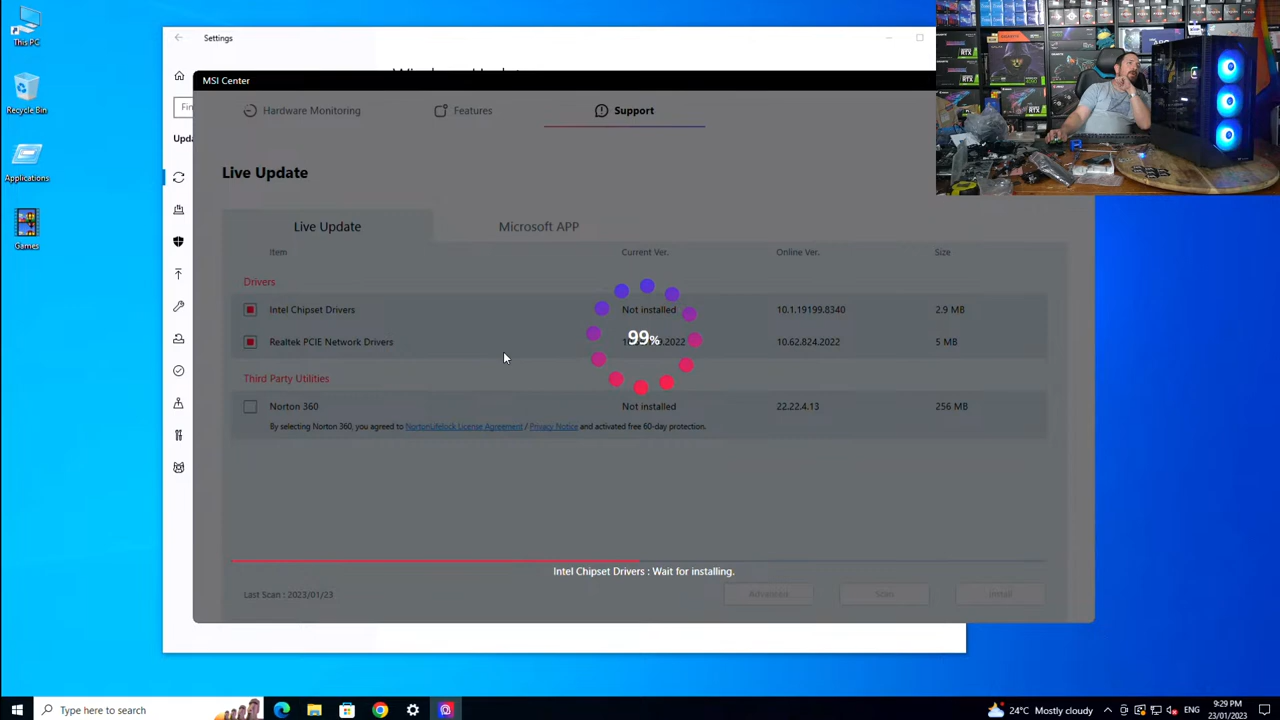 This PC
Recycle Bin
Applications
Games
Settings
Fin
Upda
MSI Center
Hardware Monitoring
Features
Support
Live Update
Live Update
Microsoft APP
Item
Current Ver.
Online Ver.
Size
Drivers
Intel Chipset Drivers
Not installed
10.1.19199.8340
2.9 MB
Realtek PCIE Network Drivers
10.62.824.2022
5 MB
99%
Third Party Utilities
Norton 360
Not installed
22.22.4.13
256 MB
By selecting Norton 360, you agreed to NortonLifelock License Agreement / Privacy Notice and activated free 60-day protection.
Intel Chipset Drivers : Wait for installing.
Last Scan : 2023/01/23
Advanced
Scan
Install
Type here to search
24°C Mostly cloudy
ENG
9:29 PM
23/01/2023